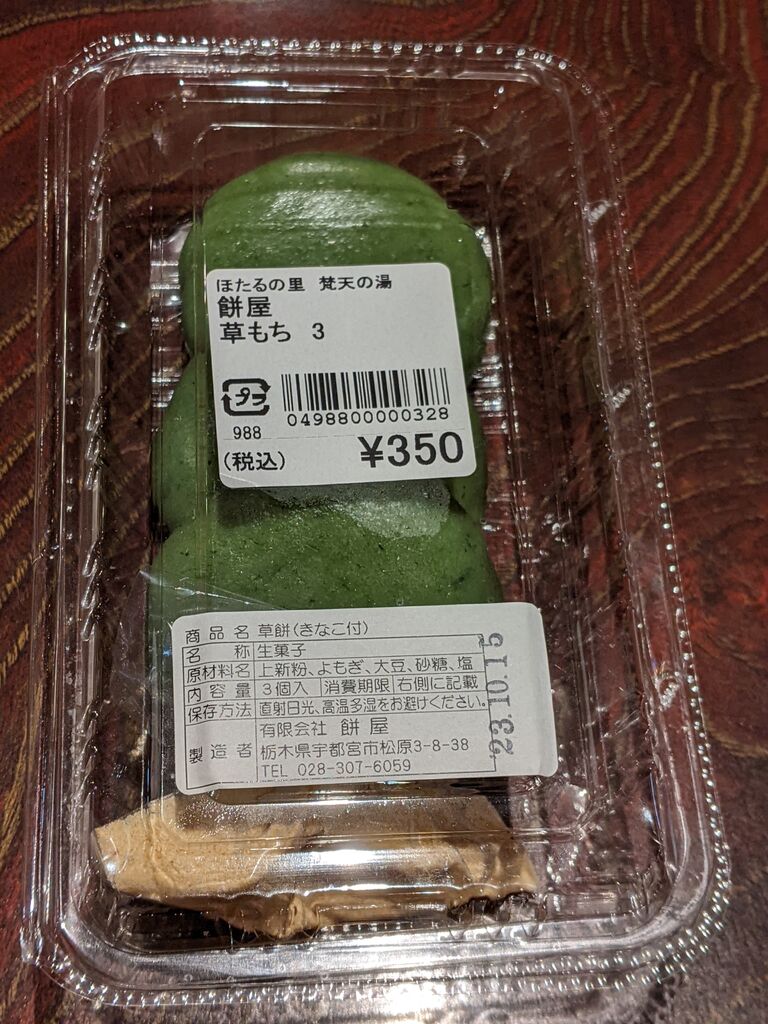 ほたるの里 梵天の湯
餅屋
草もち 3
0498800000328
988
(税込) ¥350
商品名 草餅(きなこ付)
名称 生菓子
原材料名 上新粉、よもぎ、大豆、砂糖、塩
内容量 3個入 消費期限 右側に記載
保存方法 直射日光、高温多湿をお避けください。
製造者 有限会社 餅屋
栃木県宇都宮市松原3-8-38
TEL 028-307-6059
23.10.15